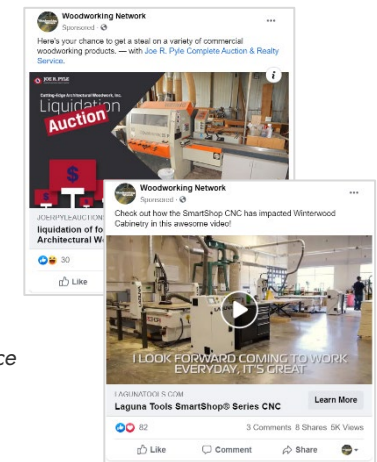 Woodworking Network
Sponsored
Here's your chance to get a steal on a variety of commercial
woodworking products. — with Joe R. Pyle Complete Auction & Realty
Service.
JOE R. PYLE
Cutting-Edge Architectural Woodwork, Inc.
Liquidation
Auction
$
$
JOERPYLEAUCTION
liquidation of fo
Architectural W
30
Like
ce
Woodworking Network
Sponsored
Check out how the SmartShop CNC has impacted Winterwood
Cabinetry in this awesome video!
I LOOK FORWARD COMING TO WORK
EVERYDAY, IT'S GREAT
LAGUNATOOLS.COM
Laguna Tools SmartShop® Series CNC
Learn More
82
3 Comments 8 Shares 5K Views
Like Comment Share